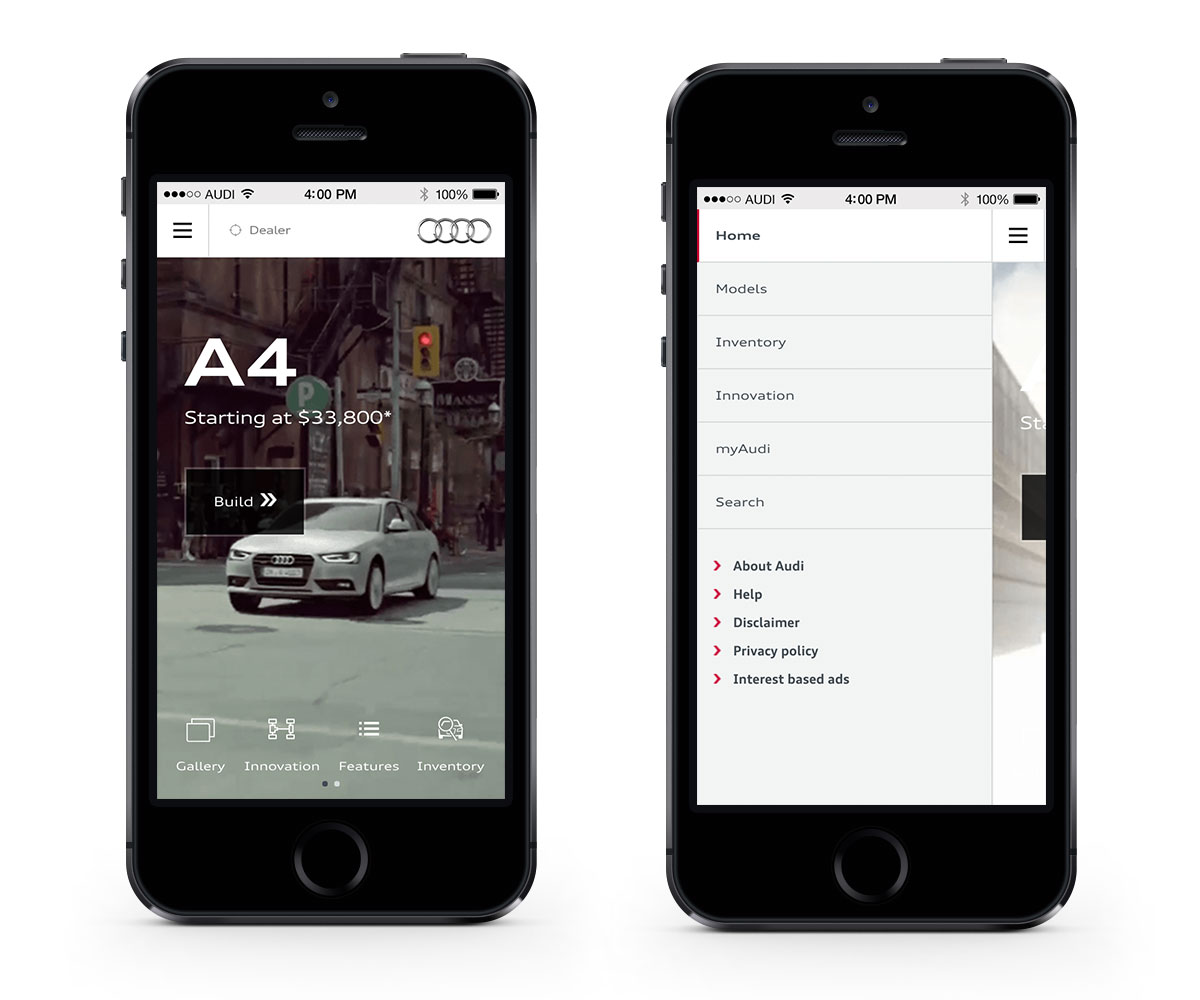 AUDI 4:00 PM 100%
Dealer
A4
P
Starting at $33,800*
Build
Gallery Innovation Features Inventory
AUDI 4:00 PM 100%
Home
Models
Inventory
Innovation
myAudi
Search
About Audi
Help
Disclaimer
Privacy policy
Interest based ads